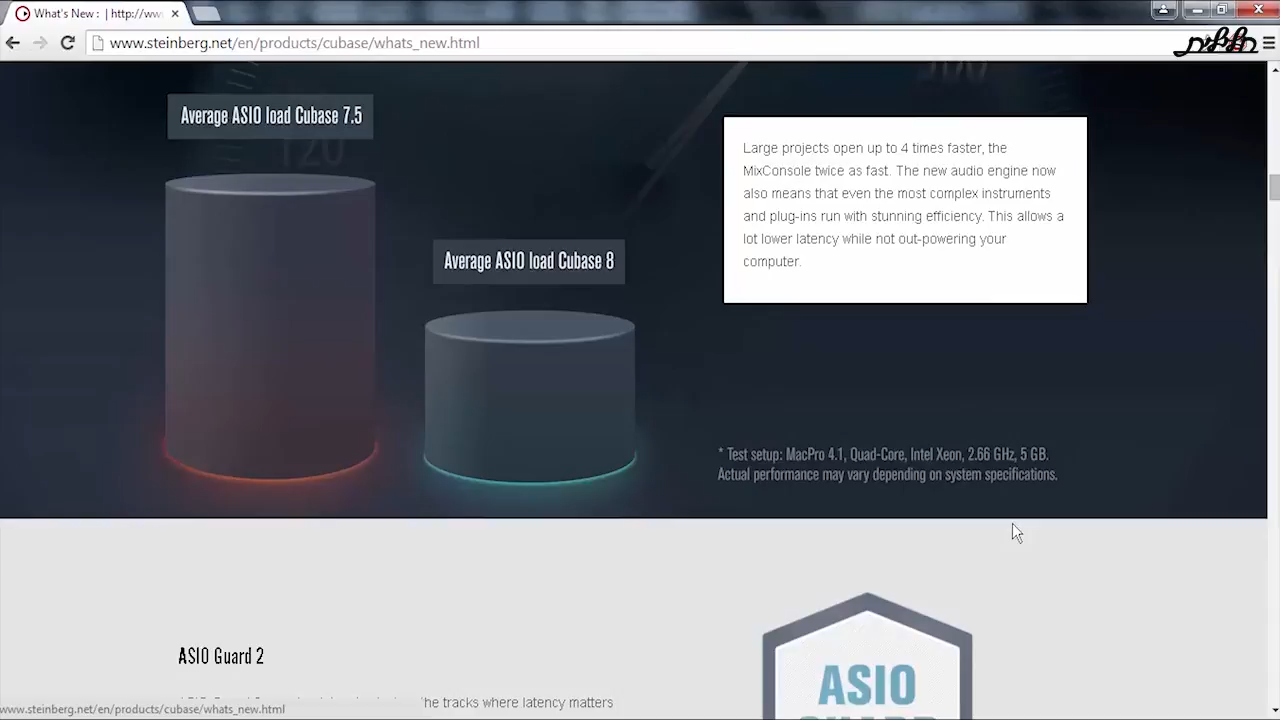 What's New : | http://ww
www.steinberg.net/en/products/cubase/whats_new.html
תלילית
Average ASIO load Cubase 7.5
120
Average ASIO load Cubase 8
Large projects open up to 4 times faster, the
MixConsole twice as fast. The new audio engine now
also means that even the most complex instruments
and plug-ins run with stunning efficiency. This allows a
lot lower latency while not out-powering your
computer.
* Test setup: MacPro 4.1, Quad-Core, Intel Xeon, 2.66 GHz, 5 GB.
Actual performance may vary depending on system specifications.
ASIO Guard 2
the tracks where latency matters
ASIO
GUARD
www.steinberg.net/en/products/cubase/whats_new.html